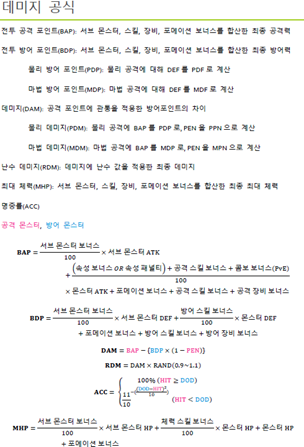 데미지 공식
전투 공격 포인트(BAP): 서브 몬스터, 스킬, 장비, 포메이션 보너스를 합산한 최종 공격력
전투 방어 포인트(BDP): 서브 몬스터, 스킬, 장비, 포메이션 보너스를 합산한 최종 방어력
물리 방어 포인트(PDP): 물리 공격에 대해 DEF를 PDF로 계산
마법 방어 포인트(MDP): 마법 공격에 대해 DEF를 MDF로 계산
데미지(DAM): 공격 포인트에 관통을 적용한 방어포인트의 차이
물리 데미지(PDM): 물리 공격에 BAP를 PDP로, PEN을 PPN으로 계산
마법 데미지(MDM): 마법 공격에 BAP를 MDP로, PEN을 MPN으로 계산
난수 데미지(RDM): 데미지에 난수 값을 적용한 최종 데미지
최대 체력(MHP): 서브 몬스터, 스킬, 장비, 포메이션 보너스를 합산한 최종 최대 체력
명중률(ACC)
공격 몬스터, 방어 몬스터
BAP = 서브 몬스터 보너스/100 × 서브 몬스터 ATK
+ (속성 보너스 OR 속성 패널티) + 공격 스킬 보너스 + 콤보 보너스(PvE)/100
× 몬스터 ATK + 포메이션 보너스 + 공격 스킬 보너스 + 공격 장비 보너스
BDP = 서브 몬스터 보너스/100 × 서브 몬스터 DEF + 방어 스킬 보너스/100 × 몬스터 DEF
+ 포메이션 보너스 + 방어 스킬 보너스 + 방어 장비 보너스
DAM = BAP − {BDP × (1 − PEN)}
RDM = DAM × RAND(0.9~1.1)
ACC = { 100% (HIT ≥ DOD)
11/10 (DOD−HIT)²/10 (HIT < DOD)
MHP = 서브 몬스터 보너스/100 × 서브 몬스터 HP + 체력 스킬 보너스/100 × 몬스터 HP + 몬스터 HP
+ 포메이션 보너스